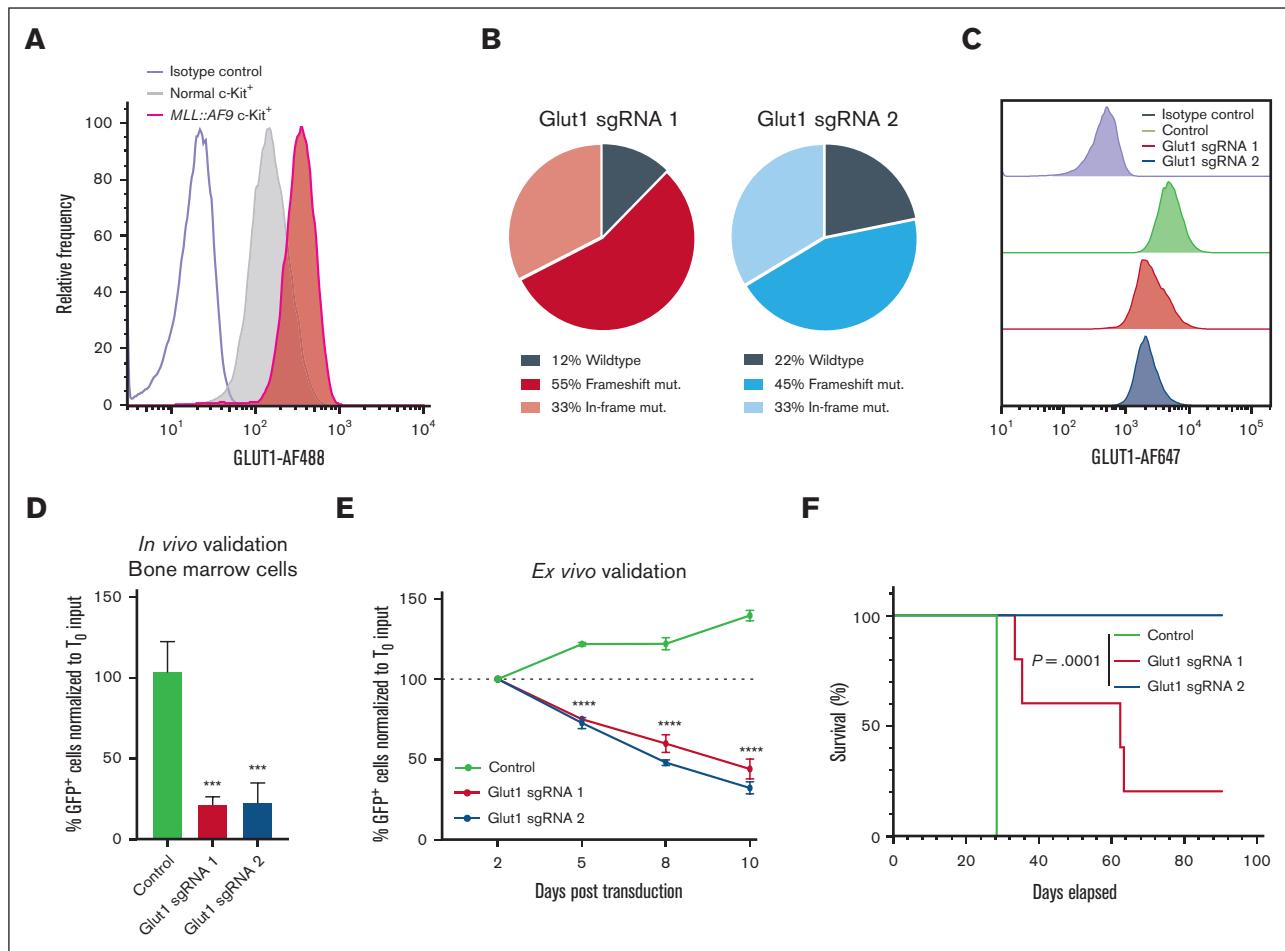 A
Isotype control
Normal c-Kit+
MLL::AF9 c-Kit+
Relative frequency
100
80
60
40
20
0
10^1
10^2
10^3
10^4
GLUT1-AF488
B
Glut1 sgRNA 1
12% Wildtype
55% Frameshift mut.
33% In-frame mut.
Glut1 sgRNA 2
22% Wildtype
45% Frameshift mut.
33% In-frame mut.
C
Isotype control
Control
Glut1 sgRNA 1
Glut1 sgRNA 2
10^1
10^2
10^3
10^4
10^5
GLUT1-AF647
D
In vivo validation
Bone marrow cells
% GFP+ cells normalized to T0 input
150
100
50
0
***
***
Control
Glut1 sgRNA 1
Glut1 sgRNA 2
E
Ex vivo validation
% GFP+ cells normalized to T0 input
150
100
50
0
****
****
****
Control
Glut1 sgRNA 1
Glut1 sgRNA 2
2
5
8
10
Days post transduction
F
Survival (%)
100
50
0
P = .0001
Control
Glut1 sgRNA 1
Glut1 sgRNA 2
0
20
40
60
80
100
Days elapsed